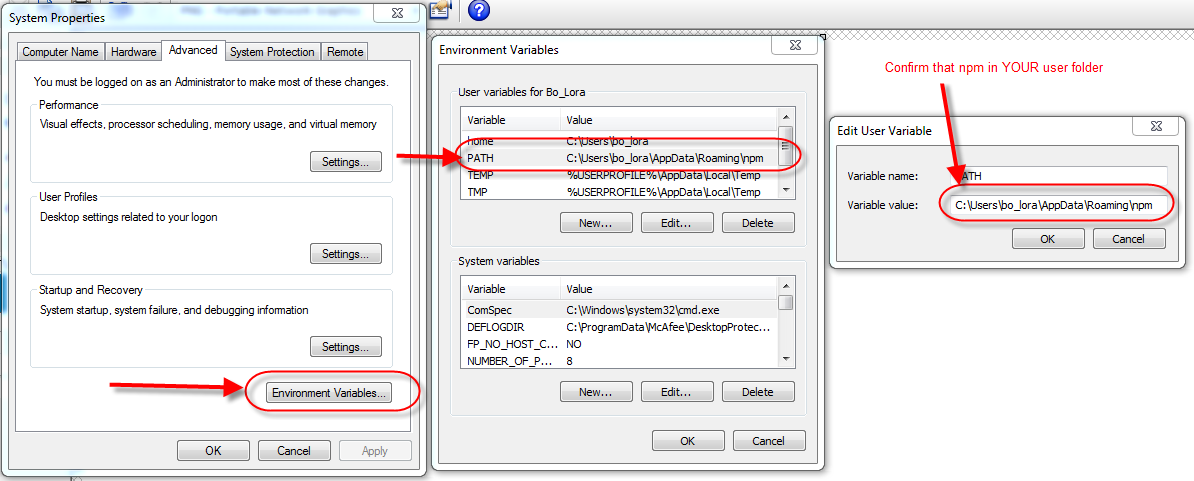 System Properties
Computer Name Hardware Advanced System Protection Remote
You must be logged on as an Administrator to make most of these changes.
Performance
Visual effects, processor scheduling, memory usage, and virtual memory
Settings...
User Profiles
Desktop settings related to your logon
Settings...
Startup and Recovery
System startup, system failure, and debugging information
Settings...
Environment Variables...
OK Cancel Apply
Environment Variables
User variables for Bo_Lora
Variable Value
home C:\Users\bo_lora
PATH C:\Users\bo_lora\AppData\Roaming\npm
TEMP %USERPROFILE%\AppData\Local\Temp
TMP %USERPROFILE%\AppData\Local\Temp
New... Edit... Delete
System variables
Variable Value
ComSpec C:\Windows\system32\cmd.exe
DEFLOGDIR C:\ProgramData\McAfee\DesktopProtec...
FP_NO_HOST_C... NO
NUMBER_OF_P... 8
New... Edit... Delete
OK Cancel
Confirm that npm in YOUR user folder
Edit User Variable
Variable name: ATH
Variable value: C:\Users\bo_lora\AppData\Roaming\npm
OK Cancel